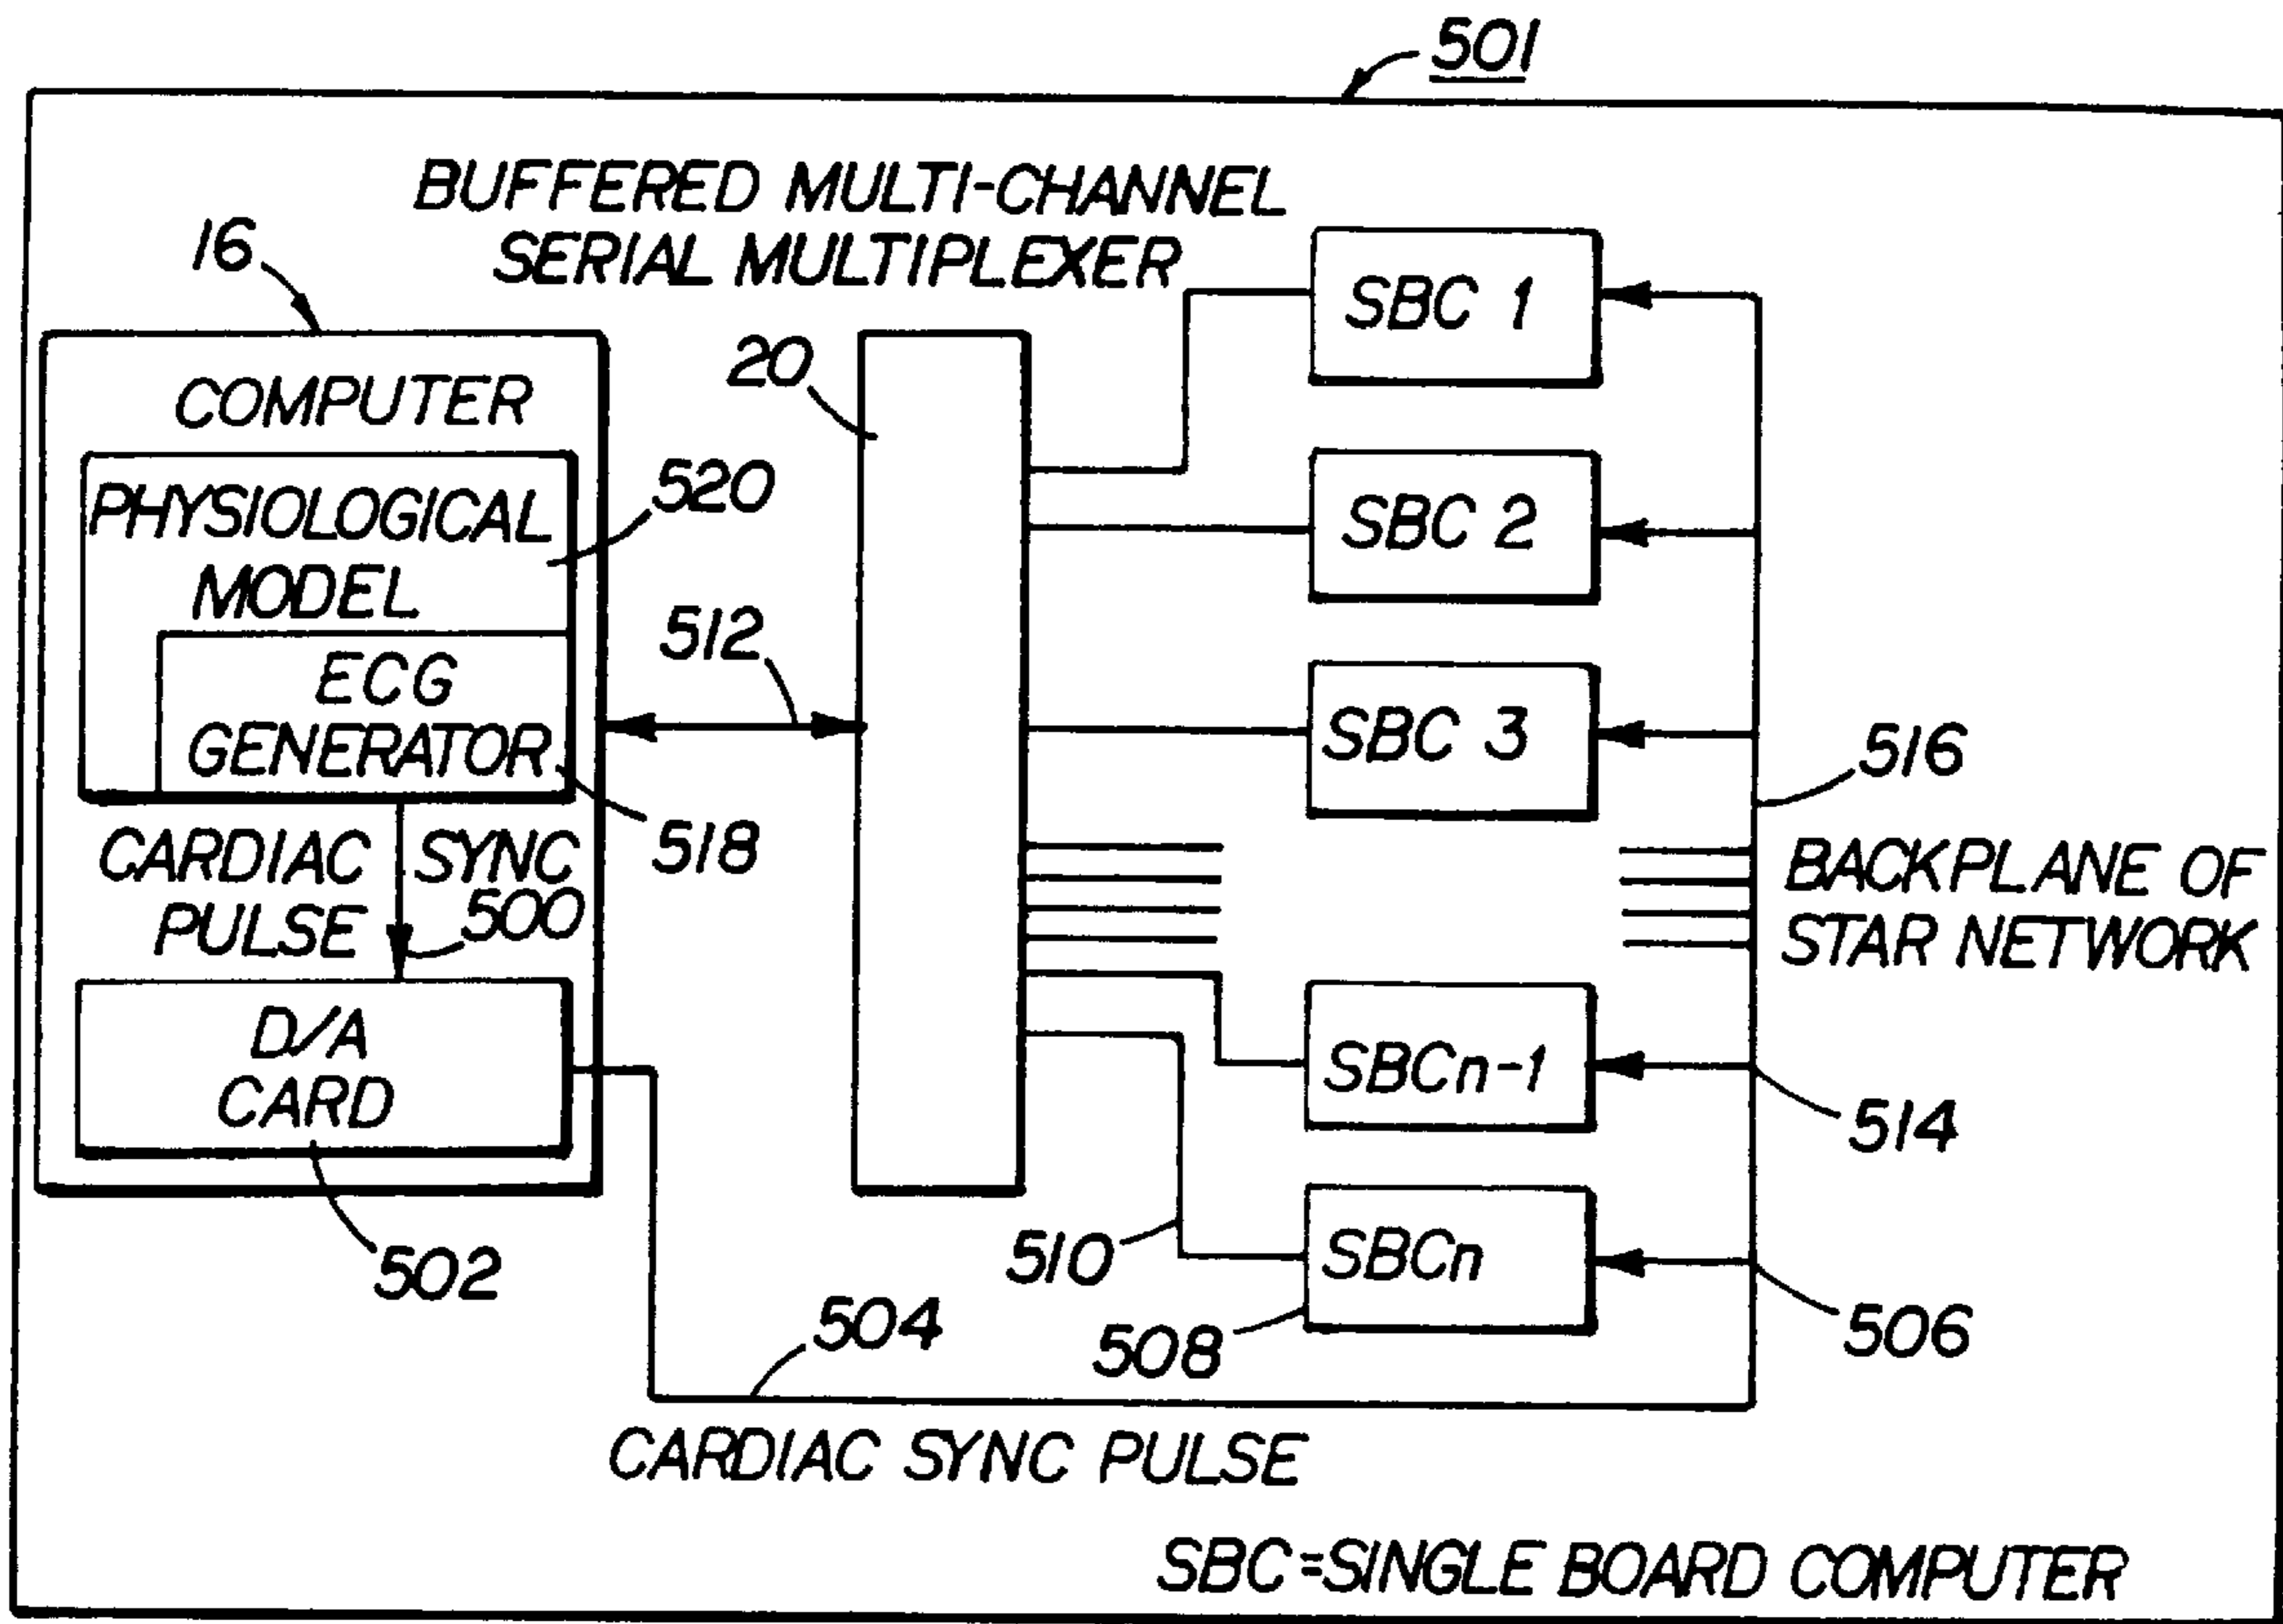 501
BUFFERED MULTI-CHANNEL
SERIAL MULTIPLEXER
16
COMPUTER
PHYSIOLOGICAL
MODEL
520
ECG
GENERATOR
518
CARDIAC SYNC
PULSE 500
D/A
CARD
502
512
20
SBC 1
SBC 2
SBC 3
516
BACKPLANE OF
STAR NETWORK
SBCn-1
514
510
SBCn
508
506
504
CARDIAC SYNC PULSE
SBC=SINGLE BOARD COMPUTER